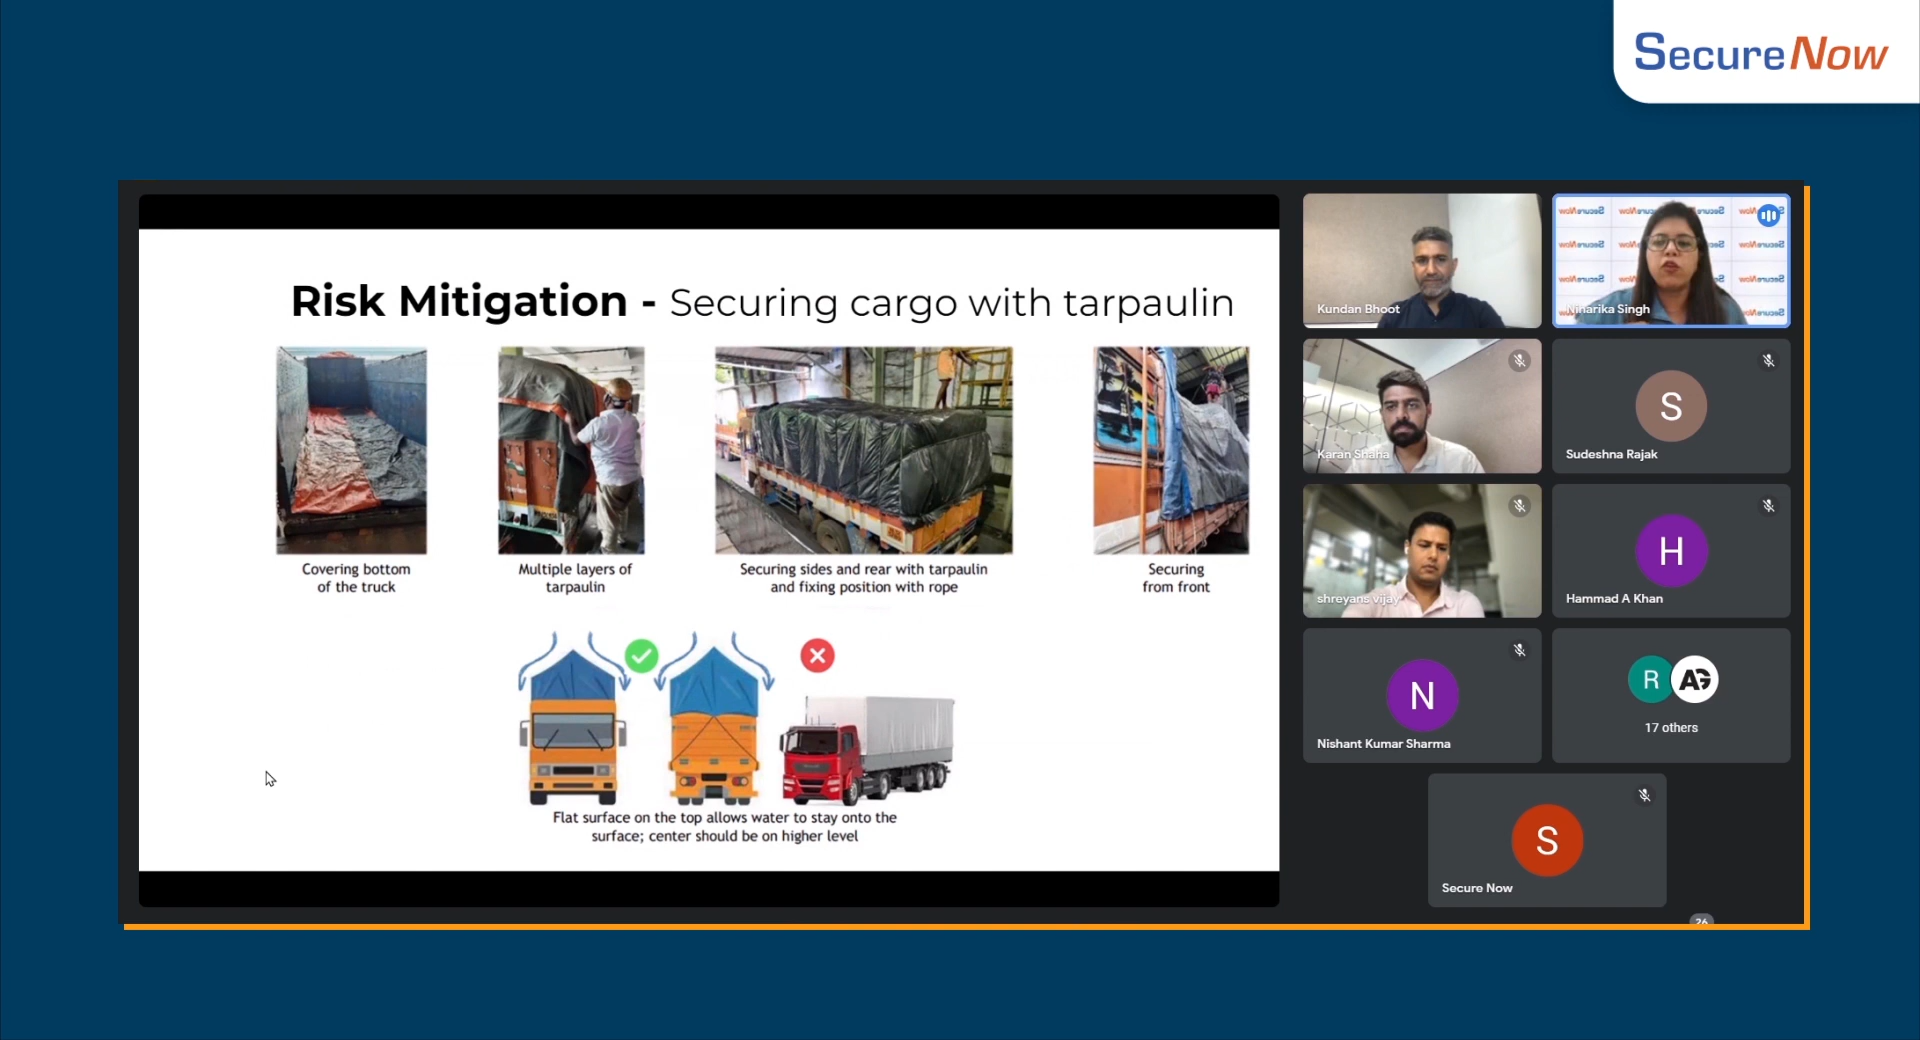 SecureNow
Risk Mitigation - Securing cargo with tarpaulin
Covering bottom
of the truck
Multiple layers of
tarpaulin
Securing sides and rear with tarpaulin
and fixing position with rope
Securing
from front
Flat surface on the top allows water to stay onto the
surface; center should be on higher level
Kundan Bhoot
Niharika Singh
Karan Shaha
S
Sudeshna Rajak
shreyans vijay
H
Hammad A Khan
N
Nishant Kumar Sharma
R
AG
17 others
S
Secure Now
26